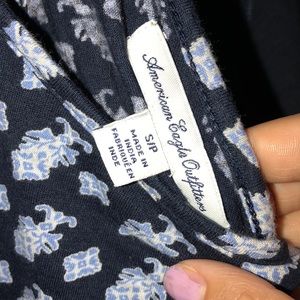 American Eagle Outfitters
S/P
MADE IN
INDIA
FABRIQUÉ EN
INDE